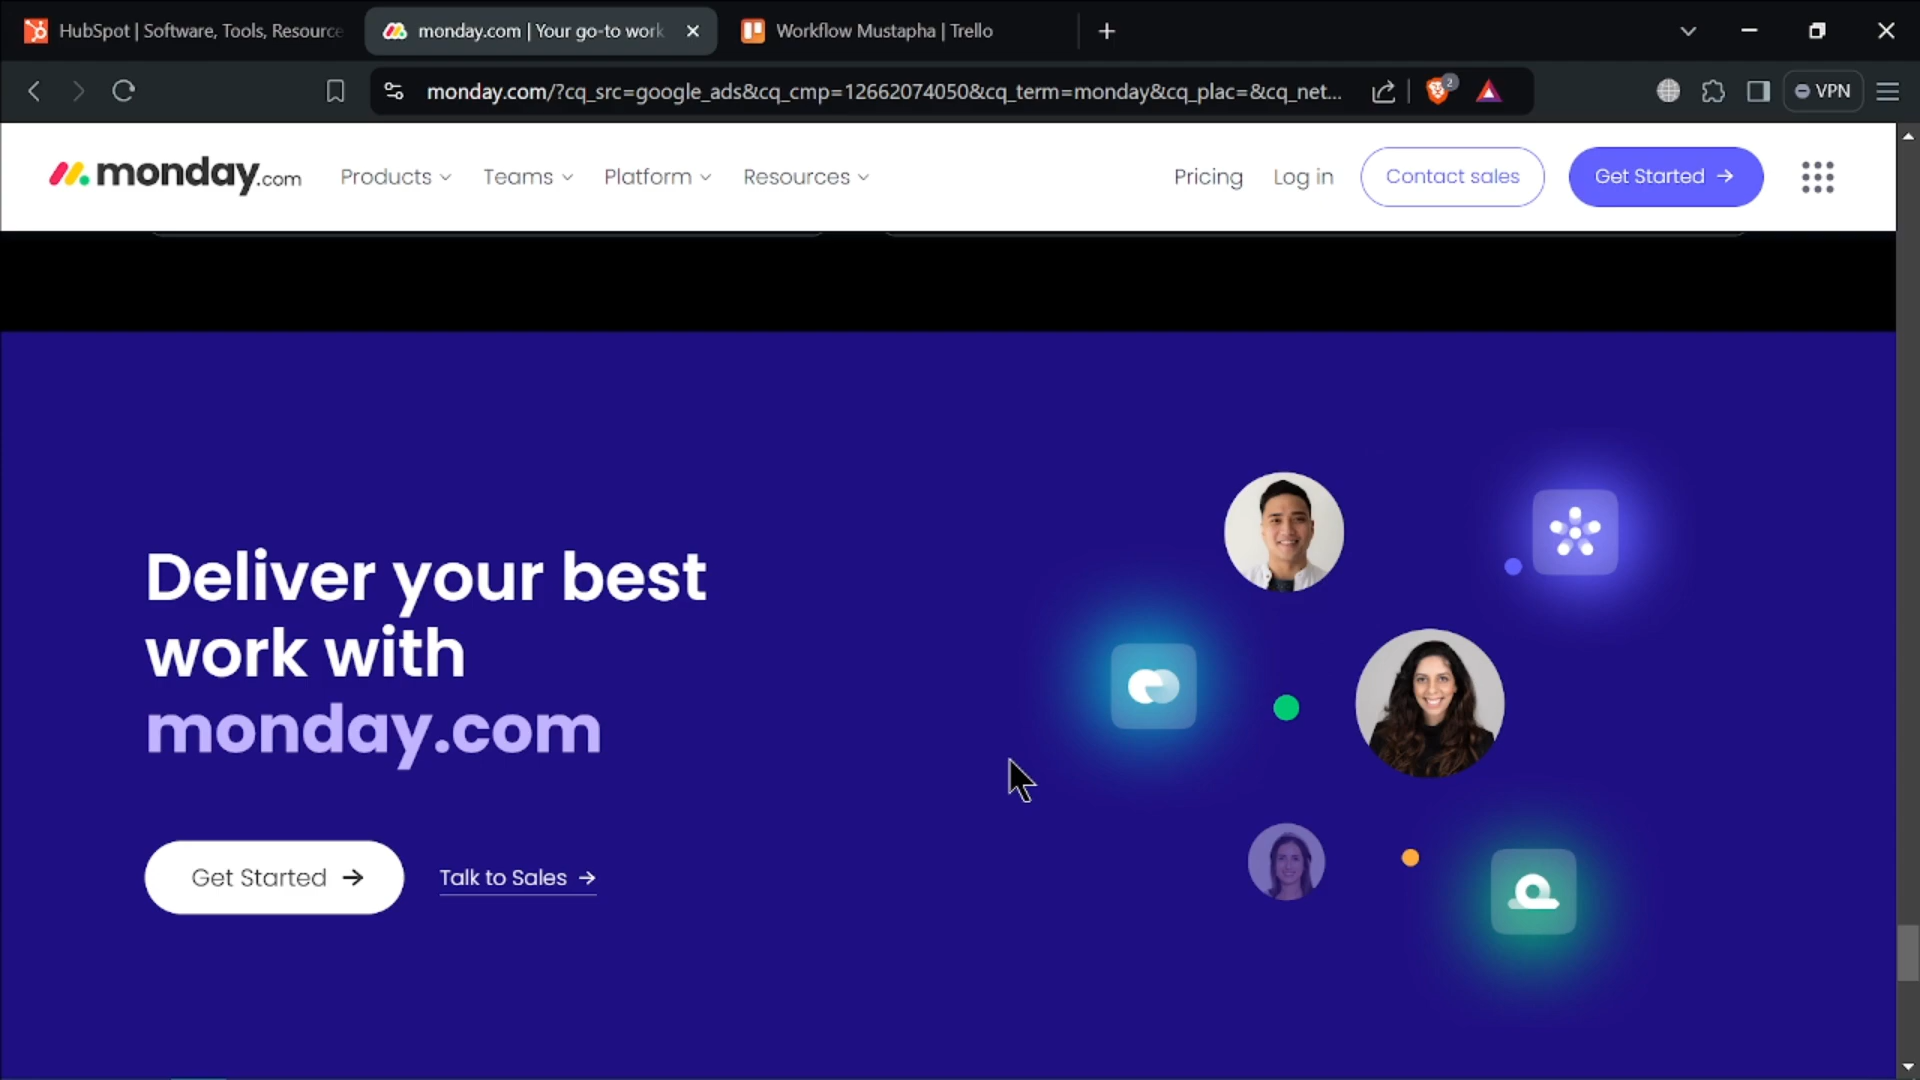 HubSpot | Software, Tools, Resource
monday.com | Your go-to work
Workflow Mustapha | Trello
monday.com/?cq_src=google_ads&cq_cmp=12662074050&cq_term=monday&cq_plac=&cq_net...
2
VPN
monday.com
Products
Teams
Platform
Resources
Pricing
Log in
Contact sales
Get Started →
Deliver your best
work with
monday.com
Get Started →
Talk to Sales →